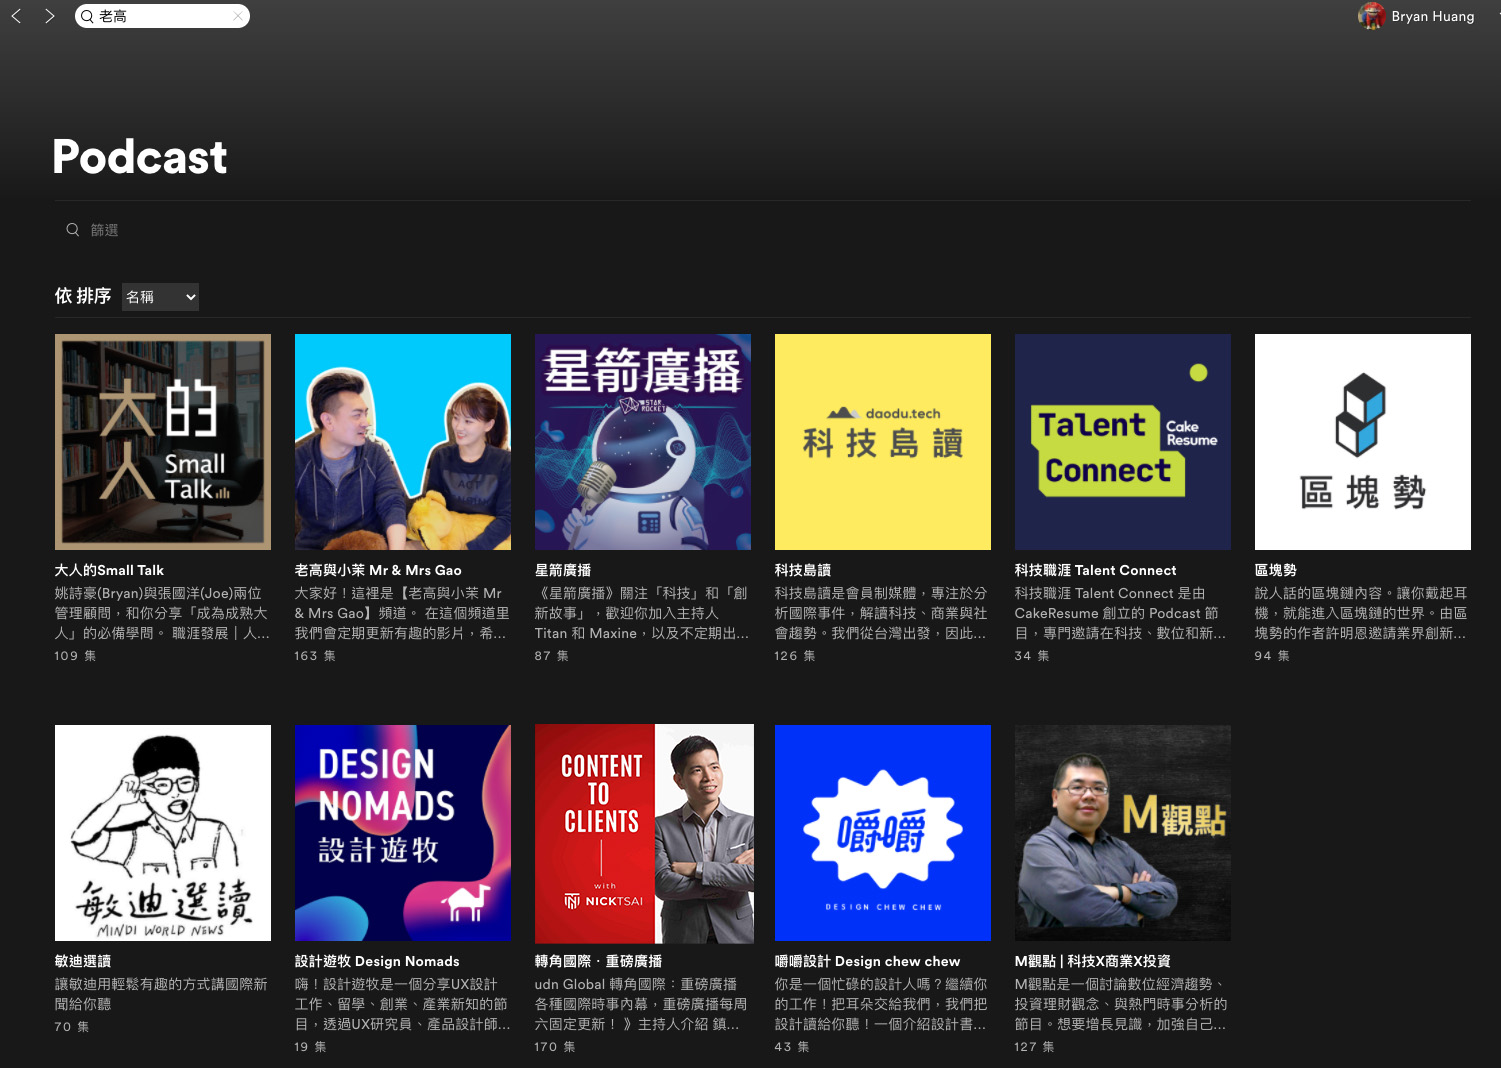 老高
Bryan Huang
Podcast
篩選
依 排序 名稱
大的
人 Small
Talk
大人的Small Talk
姚詩豪(Bryan)與張國洋(Joe)兩位
管理顧問，和你分享「成為成熟大
人」的必備學問。 職涯發展｜人...
109 集
老高與小茉 Mr & Mrs Gao
大家好！這裡是【老高與小茉 Mr
& Mrs Gao】頻道。 在這個頻道里
我們會定期更新有趣的影片，希...
163 集
星箭廣播
STAR
ROCKET
星箭廣播
《星箭廣播》關注「科技」和「創
新故事」，歡迎你加入主持人
Titan 和 Maxine，以及不定期出...
87 集
daodu.tech
科技島讀
科技島讀
科技島讀是會員制媒體，專注於分
析國際事件，解讀科技、商業與社
會趨勢。我們從台灣出發，因此...
126 集
Talent
Connect
Cake
Resume
科技職涯 Talent Connect
科技職涯 Talent Connect 是由
CakeResume 創立的 Podcast 節
目，專門邀請在科技、數位和新...
34 集
區塊勢
區塊勢
說人話的區塊鏈內容。讓你戴起耳
機，就能進入區塊鏈的世界。由區
塊勢的作者許明恩邀請業界創新...
94 集
敏迪選讀
MINDI WORLD NEWS
敏迪選讀
讓敏迪用輕鬆有趣的方式講國際新
聞給你聽
70 集
DESIGN
NOMADS
設計遊牧
設計遊牧 Design Nomads
嗨！設計遊牧是一個分享UX設計
工作、留學、創業、產業新知的節
目，透過UX研究員、產品設計師...
19 集
CONTENT
TO
CLIENTS
with
NICKTSAI
轉角國際・重磅廣播
udn Global 轉角國際：重磅廣播
各種國際時事內幕，重磅廣播每周
六固定更新！ 》主持人介紹 鎮...
170 集
嚼嚼
DESIGN CHEW CHEW
嚼嚼設計 Design chew chew
你是一個忙碌的設計人嗎？繼續你
的工作！把耳朵交給我們，我們把
設計讀給你聽！一個介紹設計書...
43 集
M觀點
M觀點 | 科技X商業X投資
M觀點是一個討論數位經濟趨勢、
投資理財觀念、與熱門時事分析的
節目。想要增長見識，加強自己...
127 集